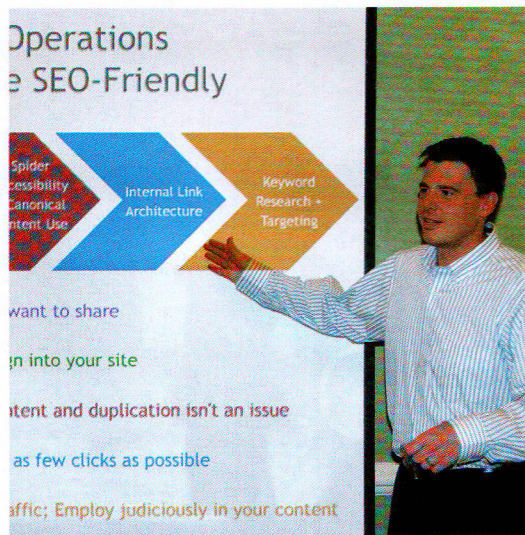 Operations
e SEO-Friendly
Spider
ccessibility
Canonical
ntent Use
Internal Link
Architecture
Keyword
Research +
Targeting
want to share
gn into your site
ntent and duplication isn't an issue
as few clicks as possible
affic; Employ judiciously in your content